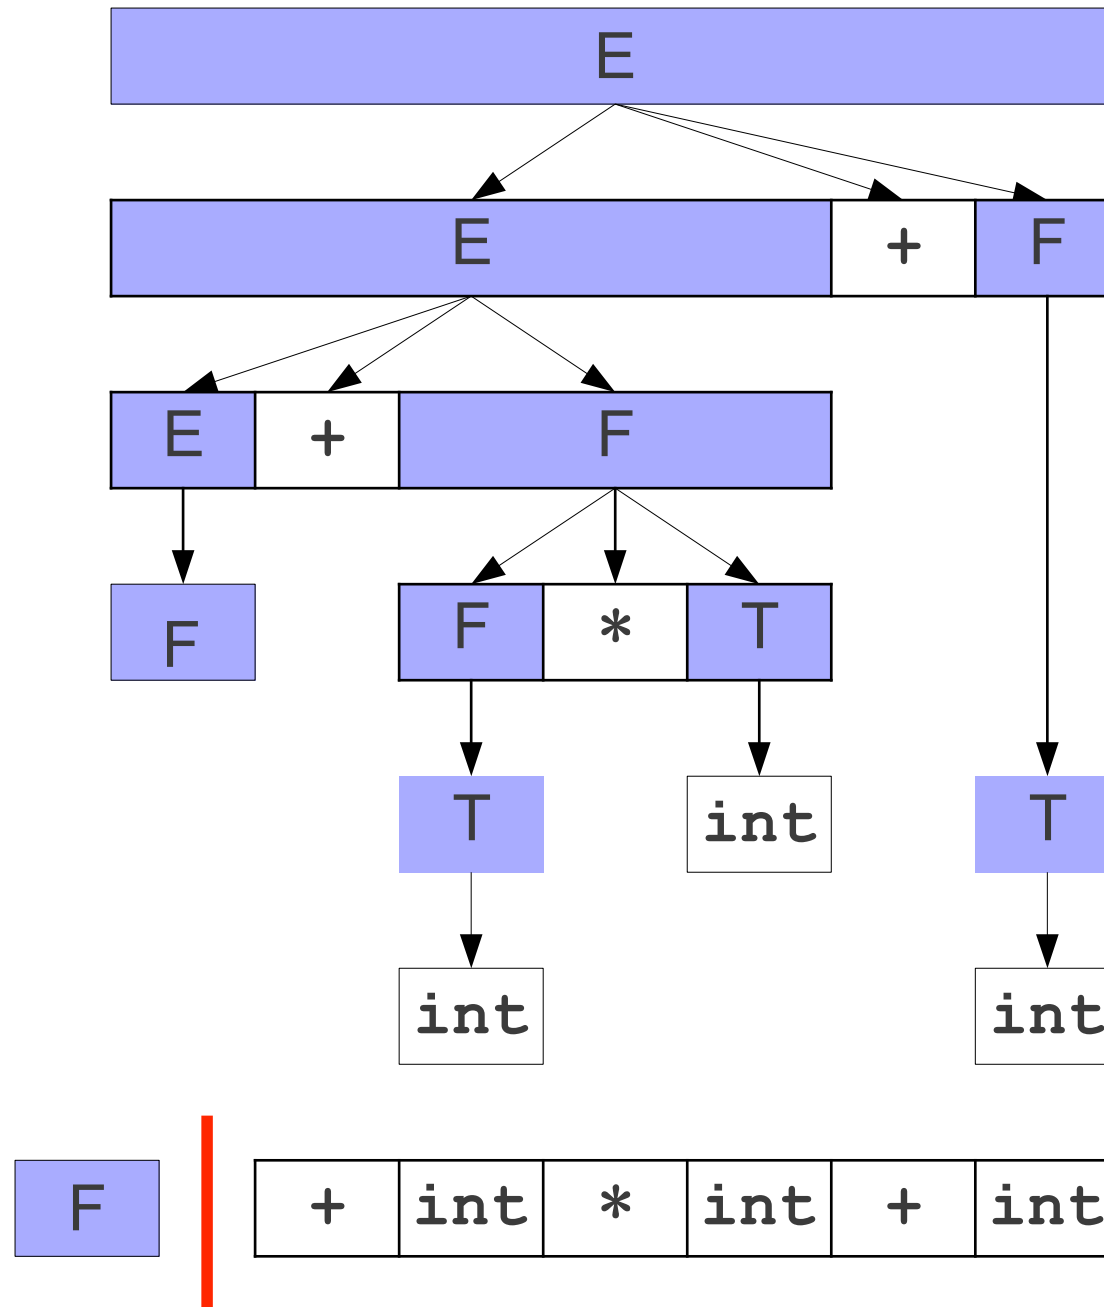 E
E + F
E + F
F F * T
T int T
int int
F + int * int + int